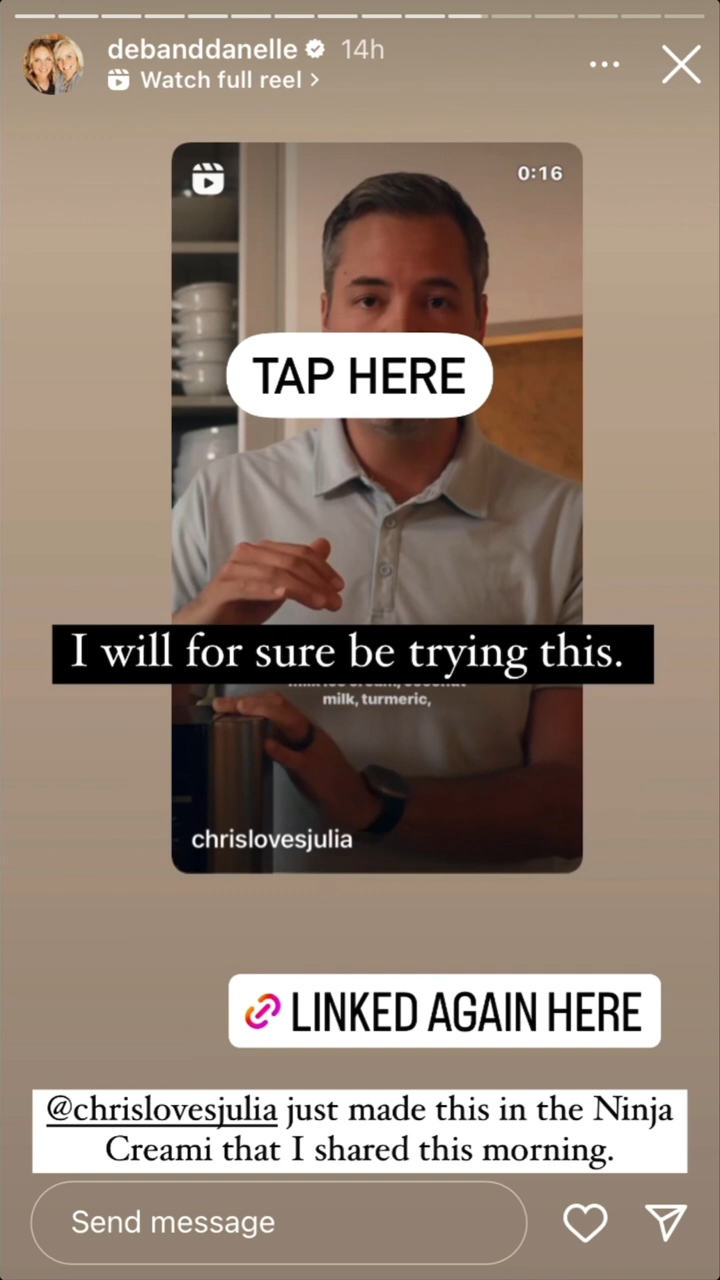 debanddanelle 14h
Watch full reel >
0:16
TAP HERE
I will for sure be trying this.
milk, turmeric,
chrislovesjulia
LINKED AGAIN HERE
@chrislovesjulia just made this in the Ninja
Creami that I shared this morning.
Send message